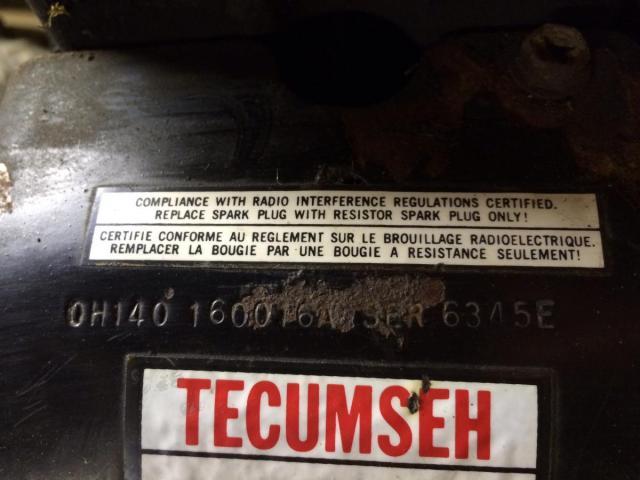 COMPLIANCE WITH RADIO INTERFERENCE REGULATIONS CERTIFIED.
REPLACE SPARK PLUG WITH RESISTOR SPARK PLUG ONLY!
CERTIFIE CONFORME AU REGLEMENT SUR LE BROUILLAGE RADIOELECTRIQUE.
REMPLACER LA BOUGIE PAR UNE BOUGIE A RESISTANCE SEULEMENT!
OH140 160016A SER 6345E
TECUMSEH